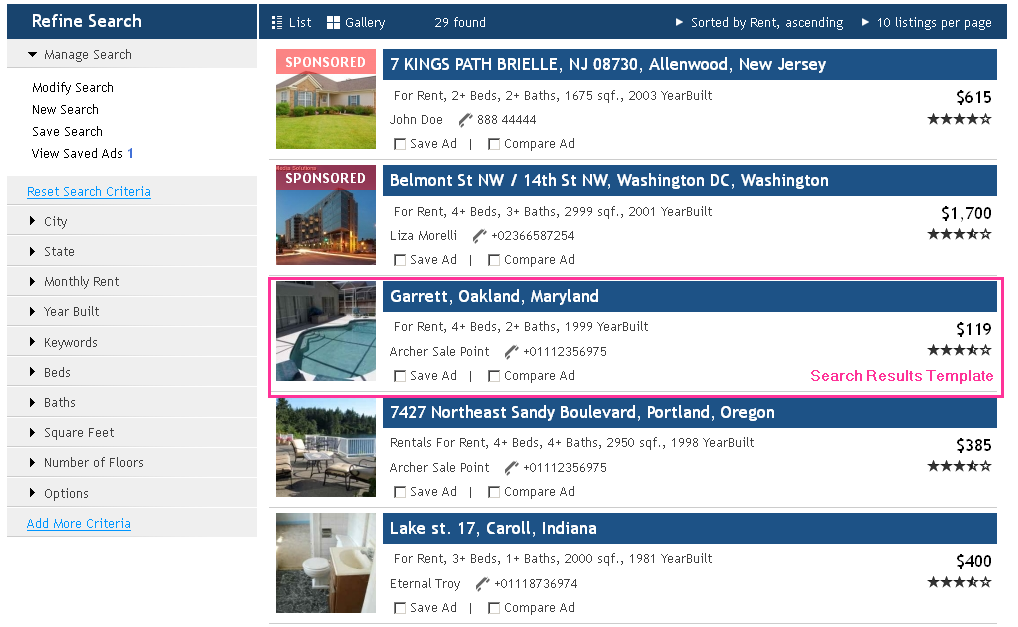 Refine Search
Manage Search
Modify Search
New Search
Save Search
View Saved Ads 1
Reset Search Criteria
City
State
Monthly Rent
Year Built
Keywords
Beds
Baths
Square Feet
Number of Floors
Options
Add More Criteria
List Gallery 29 found Sorted by Rent, ascending 10 listings per page
SPONSORED
7 KINGS PATH BRIELLE, NJ 08730, Allenwood, New Jersey
For Rent, 2+ Beds, 2+ Baths, 1675 sqf., 2003 YearBuilt
$615
John Doe 888 44444
Save Ad | Compare Ad
SPONSORED
Belmont St NW / 14th St NW, Washington DC, Washington
For Rent, 4+ Beds, 3+ Baths, 2999 sqf., 2001 YearBuilt
$1,700
Liza Morelli +02366587254
Save Ad | Compare Ad
Garrett, Oakland, Maryland
For Rent, 4+ Beds, 2+ Baths, 1999 YearBuilt
$119
Archer Sale Point +01112356975
Save Ad | Compare Ad
Search Results Template
7427 Northeast Sandy Boulevard, Portland, Oregon
Rentals For Rent, 4+ Beds, 4+ Baths, 2950 sqf., 1998 YearBuilt
$385
Archer Sale Point +01112356975
Save Ad | Compare Ad
Lake st. 17, Caroll, Indiana
For Rent, 3+ Beds, 1+ Baths, 2000 sqf., 1981 YearBuilt
$400
Eternal Troy +01118736974
Save Ad | Compare Ad